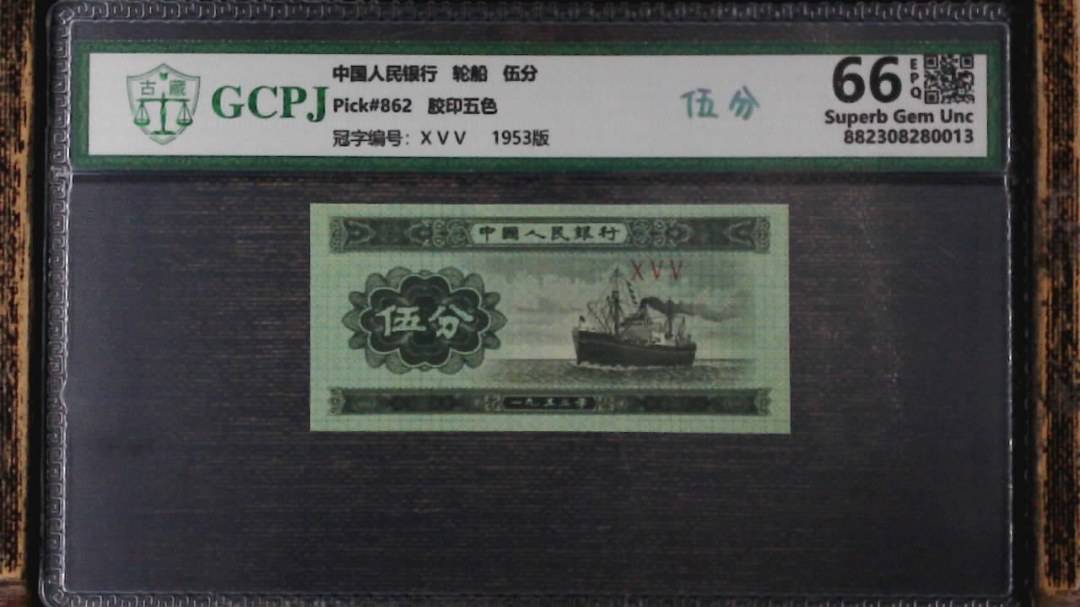 古藏
GCPJ
中国人民银行 轮船 伍分
Pick#862 胶印五色
冠字编号：X V V 1953版
伍分
66
EPQ
Superb Gem Unc
882308280013
中國人民銀行
X V V
伍分
一九五三年